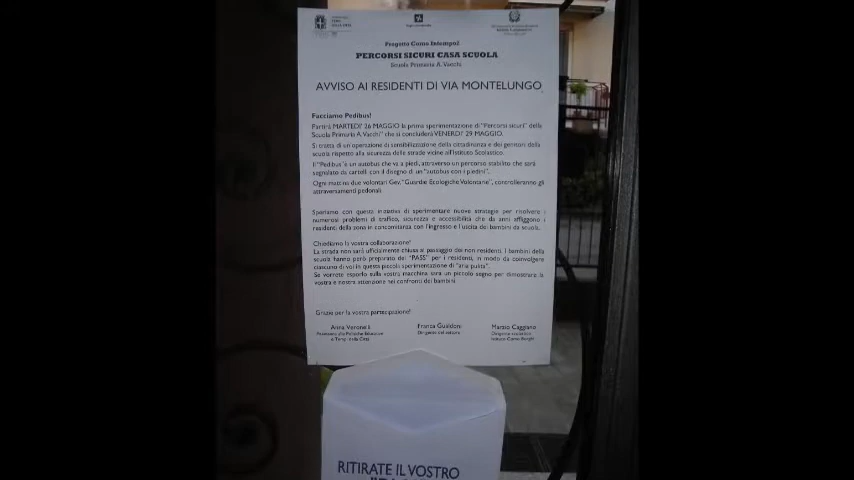 Progetto Como Intempo!
PERCORSI SICURI CASA SCUOLA
Scuola Primaria A. Vacchi
AVVISO AI RESIDENTI DI VIA MONTELUNGO
Facciamo Pedibus!
Partirà MARTEDI' 26 MAGGIO la prima sperimentazione di "Percorsi sicuri" della
Scuola Primaria A. Vacchi" che si concluderà VENERDI' 29 MAGGIO.
Si tratta di un operazione di sensibilizzazione della cittadinanza e dei genitori della
scuola rispetto alla sicurezza delle strade vicine all'Istituto Scolastico.
Il "Pedibus"è un autobus che va a piedi, attraverso un percorso stabilito che sarà
segnalato da cartelli con il disegno di un "autobus con i piedini".
Ogni mattina due volontari Gev, "Guardie Ecologiche Volontarie", controlleranno gli
attraversamenti pedonali
Speriamo con questa iniziativa di sperimentare nuove strategie per risolvere i
numerosi problemi di traffico, sicurezza e accessibilità che da anni affliggono i
residenti della zona in concomitanza con l'ingresso e l'uscita dei bambini da scuola.
Chiediamo la vostra collaborazione!
La strada non sarà ufficialmente chiusa al passaggio dei non residenti. I bambini della
scuola hanno però preparato dei "PASS" per i residenti, in modo da coinvolgere
ciascuno di voi in questa piccola sperimentazione di "aria pulita".
Se vorrete esporlo sulla vostra macchina sarà un piccolo segno per dimostrare la
vostra e nostra attenzione nei confronti dei bambini
Grazie per la vostra partecipazione!
Anna Veronelli Franca Gualdoni Marzio Caggiano
RITIRATE IL VOSTRO